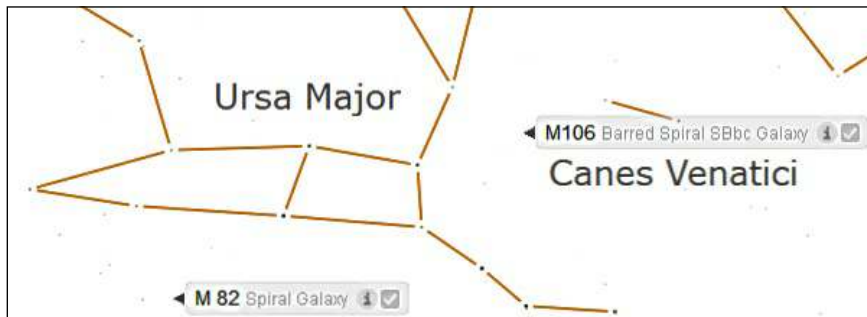 Ursa Major
M106 Barred Spiral SBbc Galaxy i
Canes Venatici
M 82 Spiral Galaxy i